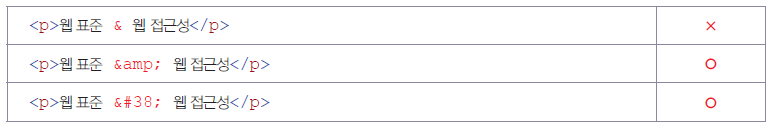 <p>웹 표준 & 웹 접근성</p> ×
<p>웹 표준 &amp; 웹 접근성</p> ○
<p>웹 표준 &#38; 웹 접근성</p> ○